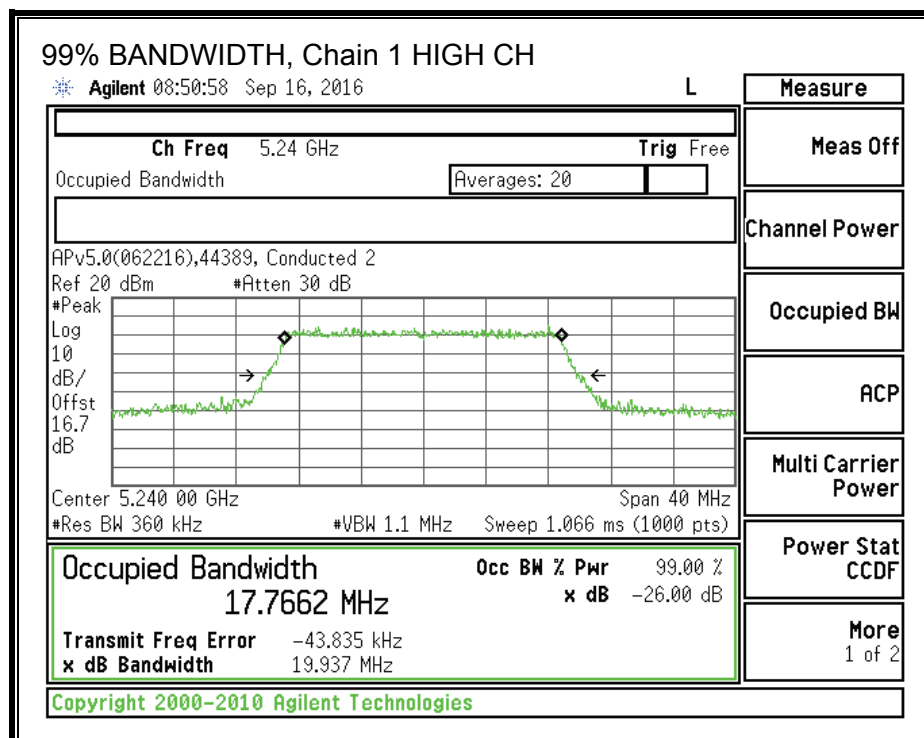 99% BANDWIDTH, Chain 1 HIGH CH
Agilent 08:50:58 Sep 16, 2016 L
Measure
Ch Freq 5.24 GHz Trig Free
Meas Off
Occupied Bandwidth Averages: 20
Channel Power
APv5.0(062216),44389, Conducted 2
Ref 20 dBm #Atten 30 dB
#Peak
Log
10
dB/
Offst
16.7
dB
Occupied BW
ACP
Multi Carrier
Power
Center 5.240 00 GHz Span 40 MHz
#Res BW 360 kHz #VBW 1.1 MHz Sweep 1.066 ms (1000 pts)
Power Stat
CCDF
Occupied Bandwidth Occ BW % Pwr 99.00 %
17.7662 MHz x dB -26.00 dB
Transmit Freq Error -43.835 kHz
x dB Bandwidth 19.937 MHz
More
1 of 2
Copyright 2000-2010 Agilent Technologies